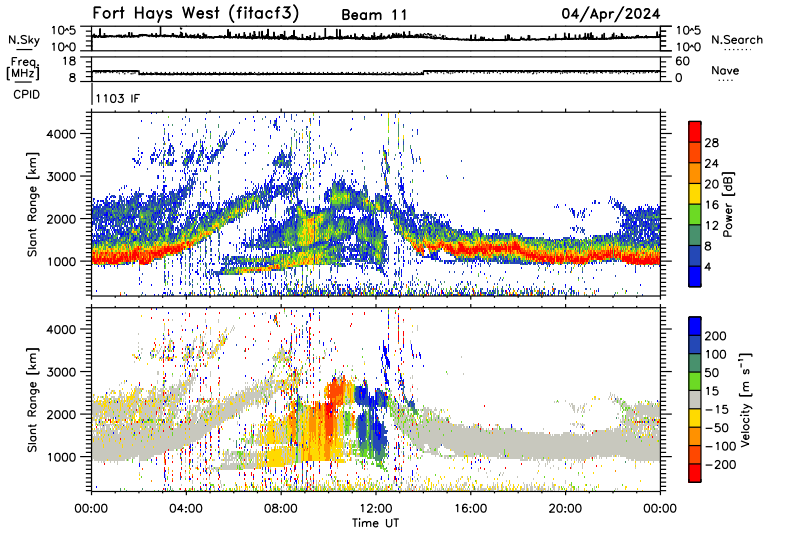 Fort Hays West (fitacf3) Beam 11 04/Apr/2024
N.Sky 10^5 10^0 10^5 10^0 N.Search
Freq. [MHz] 18 8 60 0 Nave
CPID 1103 IF
Slant Range [km] 4000 3000 2000 1000
Power [dB] 28 24 20 16 12 8 4
Slant Range [km] 4000 3000 2000 1000
Velocity [m s⁻¹] 200 100 50 15 −15 −50 −100 −200
00:00 04:00 08:00 12:00 16:00 20:00 00:00
Time UT